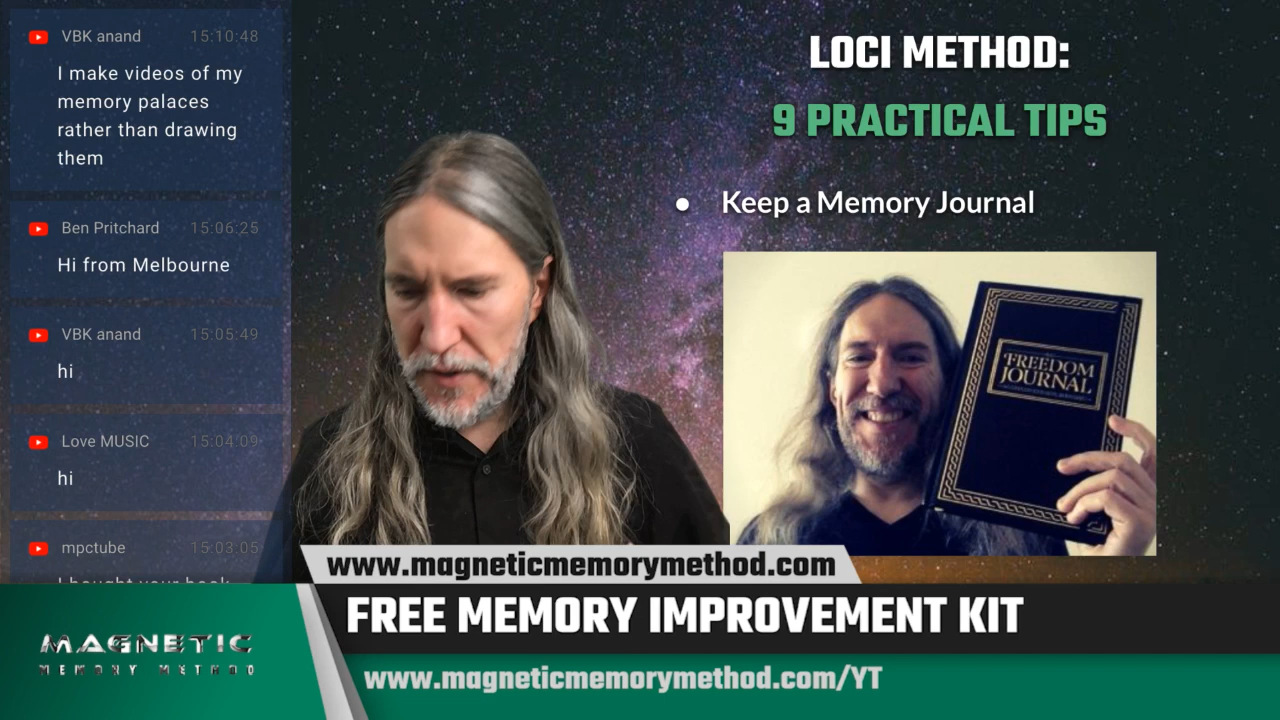 VBK anand 15:10:48
I make videos of my
memory palaces
rather than drawing
them
Ben Pritchard 15:06:25
Hi from Melbourne
VBK anand 15:05:49
hi
Love MUSIC 15:04:09
hi
mpctube 15:03:05
I bought your book
LOCI METHOD:
9 PRACTICAL TIPS
• Keep a Memory Journal
FREEDOM
JOURNAL
www.magneticmemorymethod.com
FREE MEMORY IMPROVEMENT KIT
www.magneticmemorymethod.com/YT
MAGNETIC
MEMORY METHOD